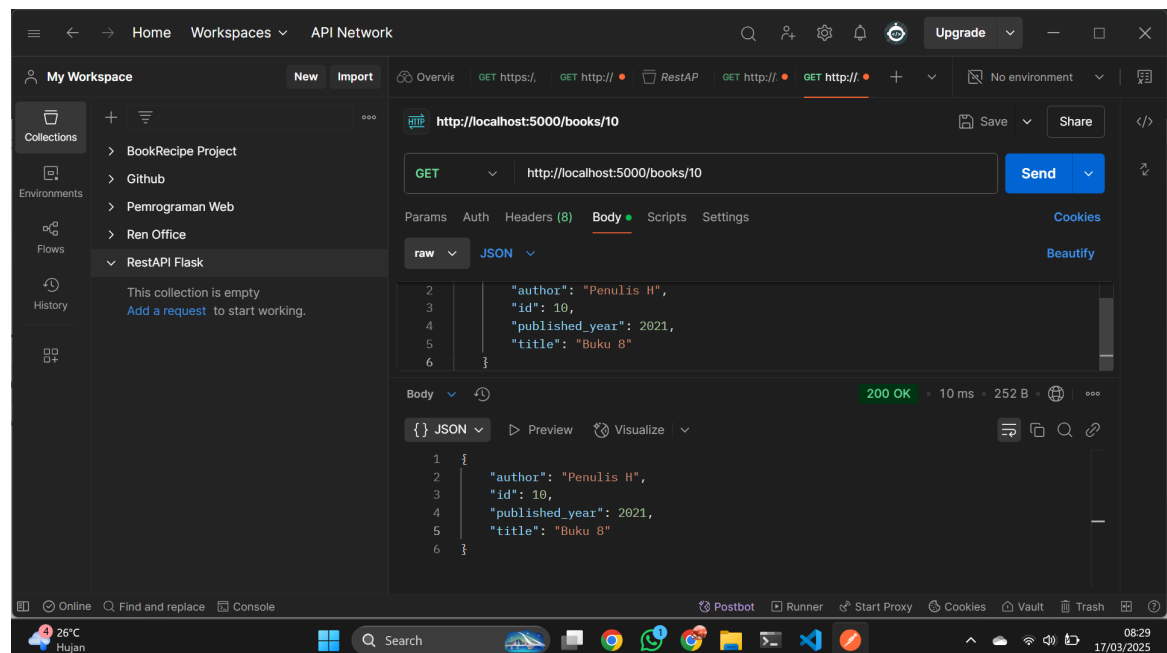 Home Workspaces API Network Upgrade
My Workspace New Import Overvie GET https:/, GET http:// RestAP GET http://. GET http://. No environment
Collections
Environments
Flows
History
BookRecipe Project
Github
Pemrograman Web
Ren Office
RestAPI Flask
This collection is empty
Add a request to start working.
HTTP http://localhost:5000/books/10 Save Share
GET http://localhost:5000/books/10 Send
Params Auth Headers (8) Body Scripts Settings Cookies
raw JSON Beautify
2 "author": "Penulis H",
3 "id": 10,
4 "published_year": 2021,
5 "title": "Buku 8"
6 }
Body 200 OK 10 ms 252 B
{} JSON Preview Visualize
1 {
2 "author": "Penulis H",
3 "id": 10,
4 "published_year": 2021,
5 "title": "Buku 8"
6 }
Online Find and replace Console Postbot Runner Start Proxy Cookies Vault Trash
4 26°C
Hujan
Search
1
08:29
17/03/2025